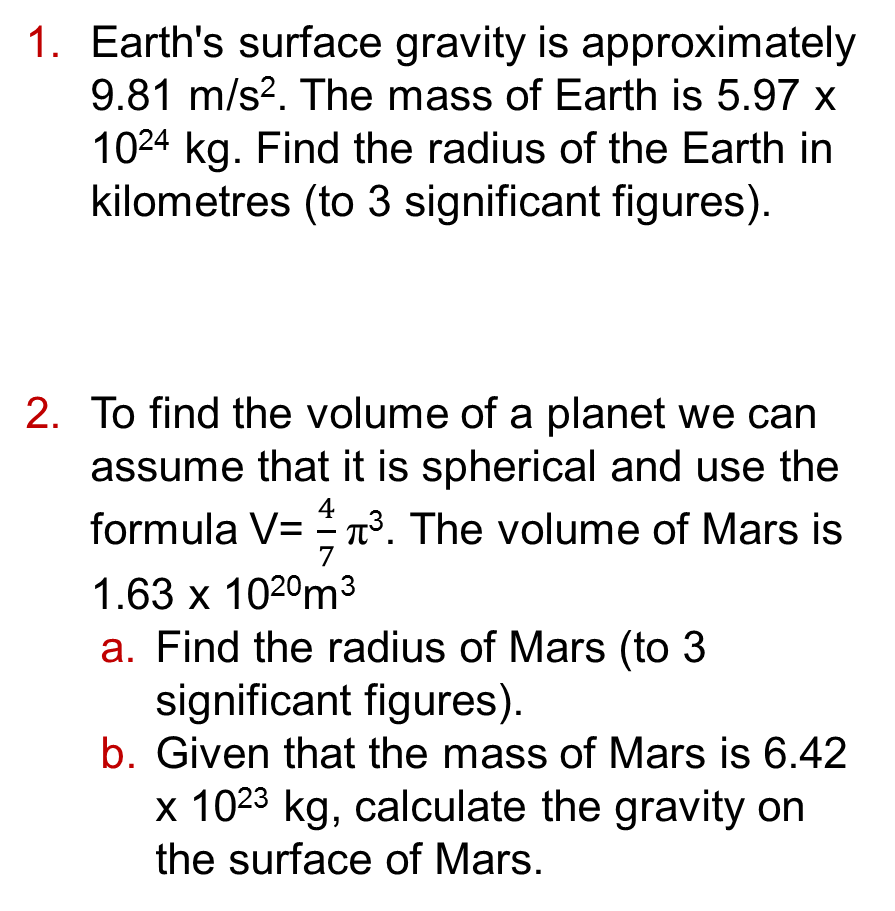 1. Earth's surface gravity is approximately
9.81 m/s². The mass of Earth is 5.97 x
10²⁴ kg. Find the radius of the Earth in
kilometres (to 3 significant figures).
2. To find the volume of a planet we can
assume that it is spherical and use the
formula V= 4/7 π³. The volume of Mars is
1.63 x 10²⁰m³
a. Find the radius of Mars (to 3
significant figures).
b. Given that the mass of Mars is 6.42
x 10²³ kg, calculate the gravity on
the surface of Mars.